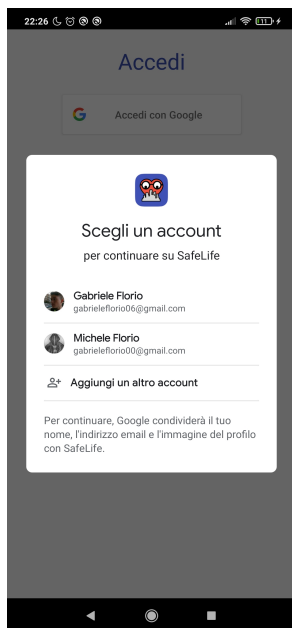 22:26
11
Accedi
Accedi con Google
Scegli un account
per continuare su SafeLife
Gabriele Florio
gabrieleflorio06@gmail.com
Michele Florio
gabrieleflorio00@gmail.com
Aggiungi un altro account
Per continuare, Google condividerà il tuo
nome, l'indirizzo email e l'immagine del profilo
con SafeLife.